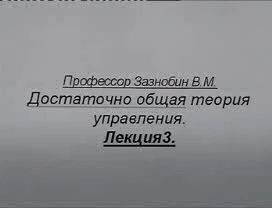 Профессор Зазнобин В.М.
Достаточно общая теория
управления.
Лекция3.